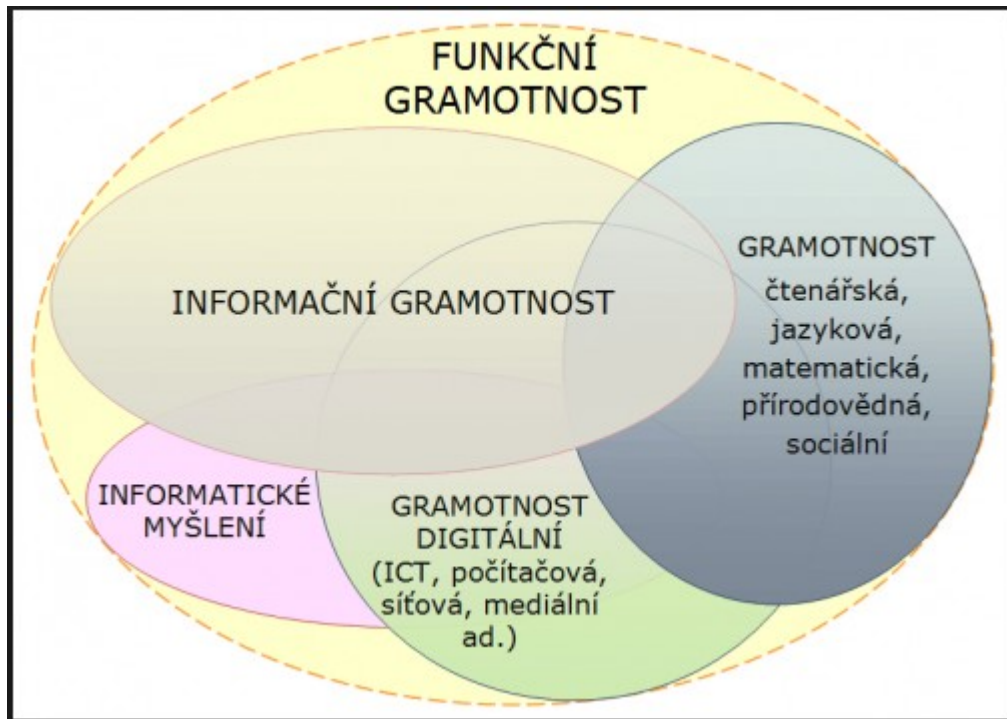 FUNKČNÍ
GRAMOTNOST
INFORMAČNÍ GRAMOTNOST
GRAMOTNOST
čtenářská,
jazyková,
matematická,
přírodovědná,
sociální
INFORMATICKÉ
MYŠLENÍ
GRAMOTNOST
DIGITÁLNÍ
(ICT, počítačová,
síťová, mediální
ad.)